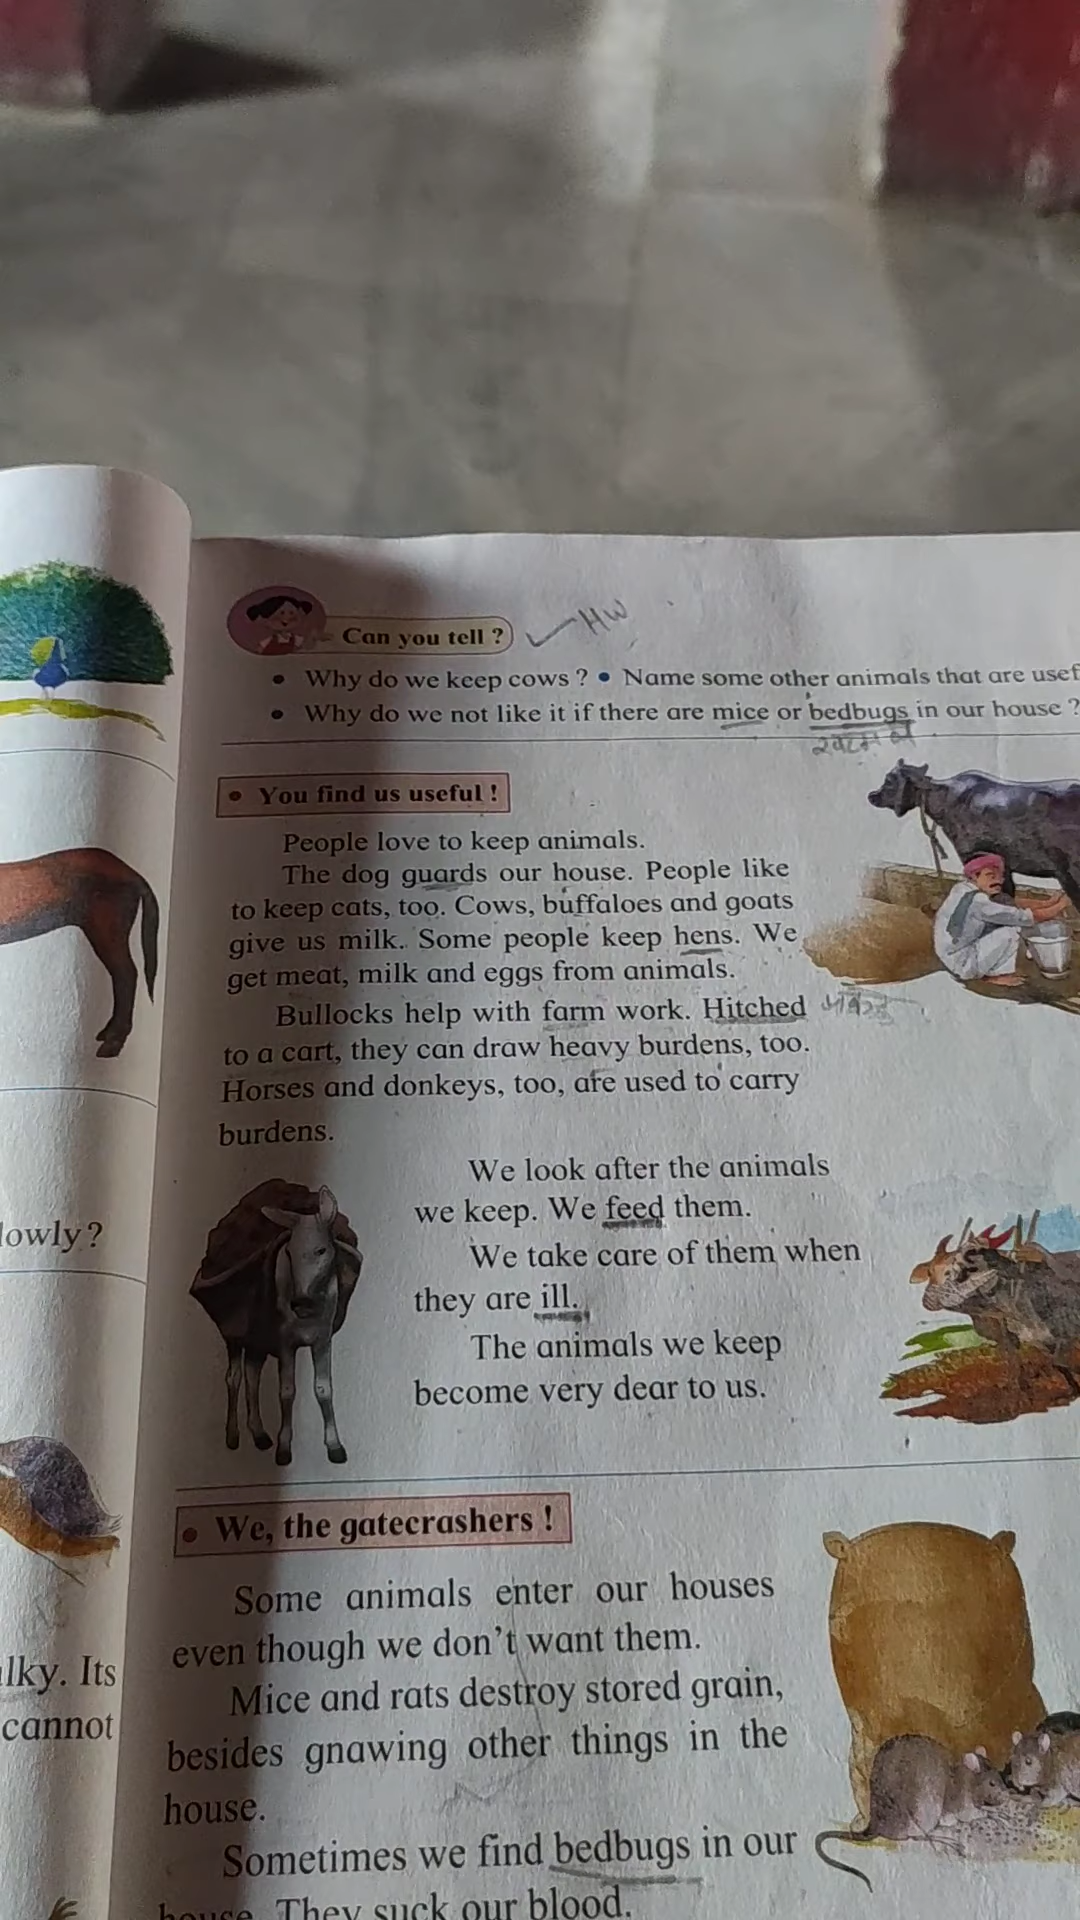 Can you tell ? HW
• Why do we keep cows ? • Name some other animals that are usef
• Why do we not like it if there are mice or bedbugs in our house ?
• You find us useful !
People love to keep animals.
The dog guards our house. People like
to keep cats, too. Cows, buffaloes and goats
give us milk. Some people keep hens. We
get meat, milk and eggs from animals.
Bullocks help with farm work. Hitched
to a cart, they can draw heavy burdens, too.
Horses and donkeys, too, are used to carry
burdens.
We look after the animals
we keep. We feed them.
lowly?
We take care of them when
they are ill.
The animals we keep
become very dear to us.
• We, the gatecrashers !
Some animals enter our houses
even though we don't want them.
lky. Its
cannot
Mice and rats destroy stored grain,
besides gnawing other things in the
house.
Sometimes we find bedbugs in our
house. They suck our blood.